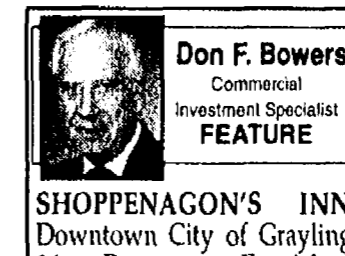 Don F. Bowers
Commercial
Investment Specialist
FEATURE
SHOPPENAGON'S INN
Downtown City of Grayling